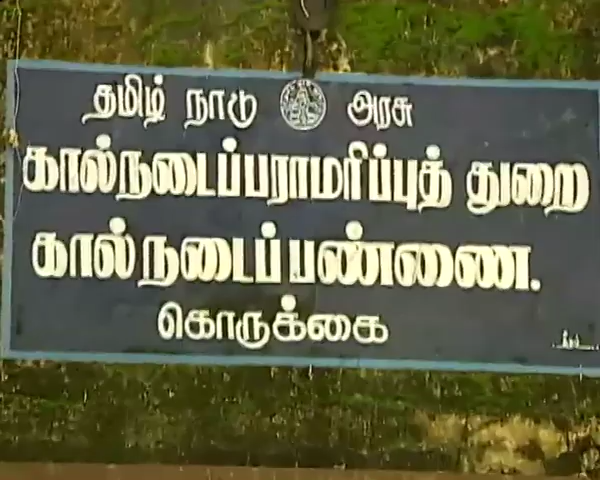 தமிழ் நாடு அரசு
கால்நடைப்பராமரிப்புத் துறை
கால்நடைப்பண்ணை.
கொருக்கை